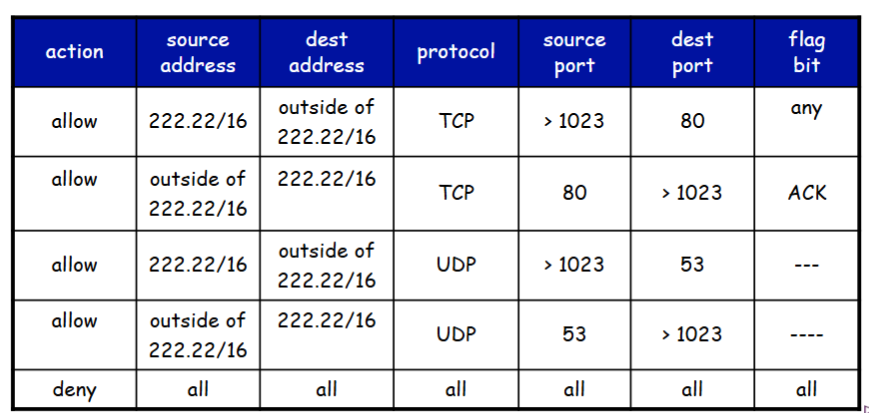 action source address dest address protocol source port dest port flag bit
allow 222.22/16 outside of 222.22/16 TCP > 1023 80 any
allow outside of 222.22/16 222.22/16 TCP 80 > 1023 ACK
allow 222.22/16 outside of 222.22/16 UDP > 1023 53 ---
allow outside of 222.22/16 222.22/16 UDP 53 > 1023 ----
deny all all all all all all